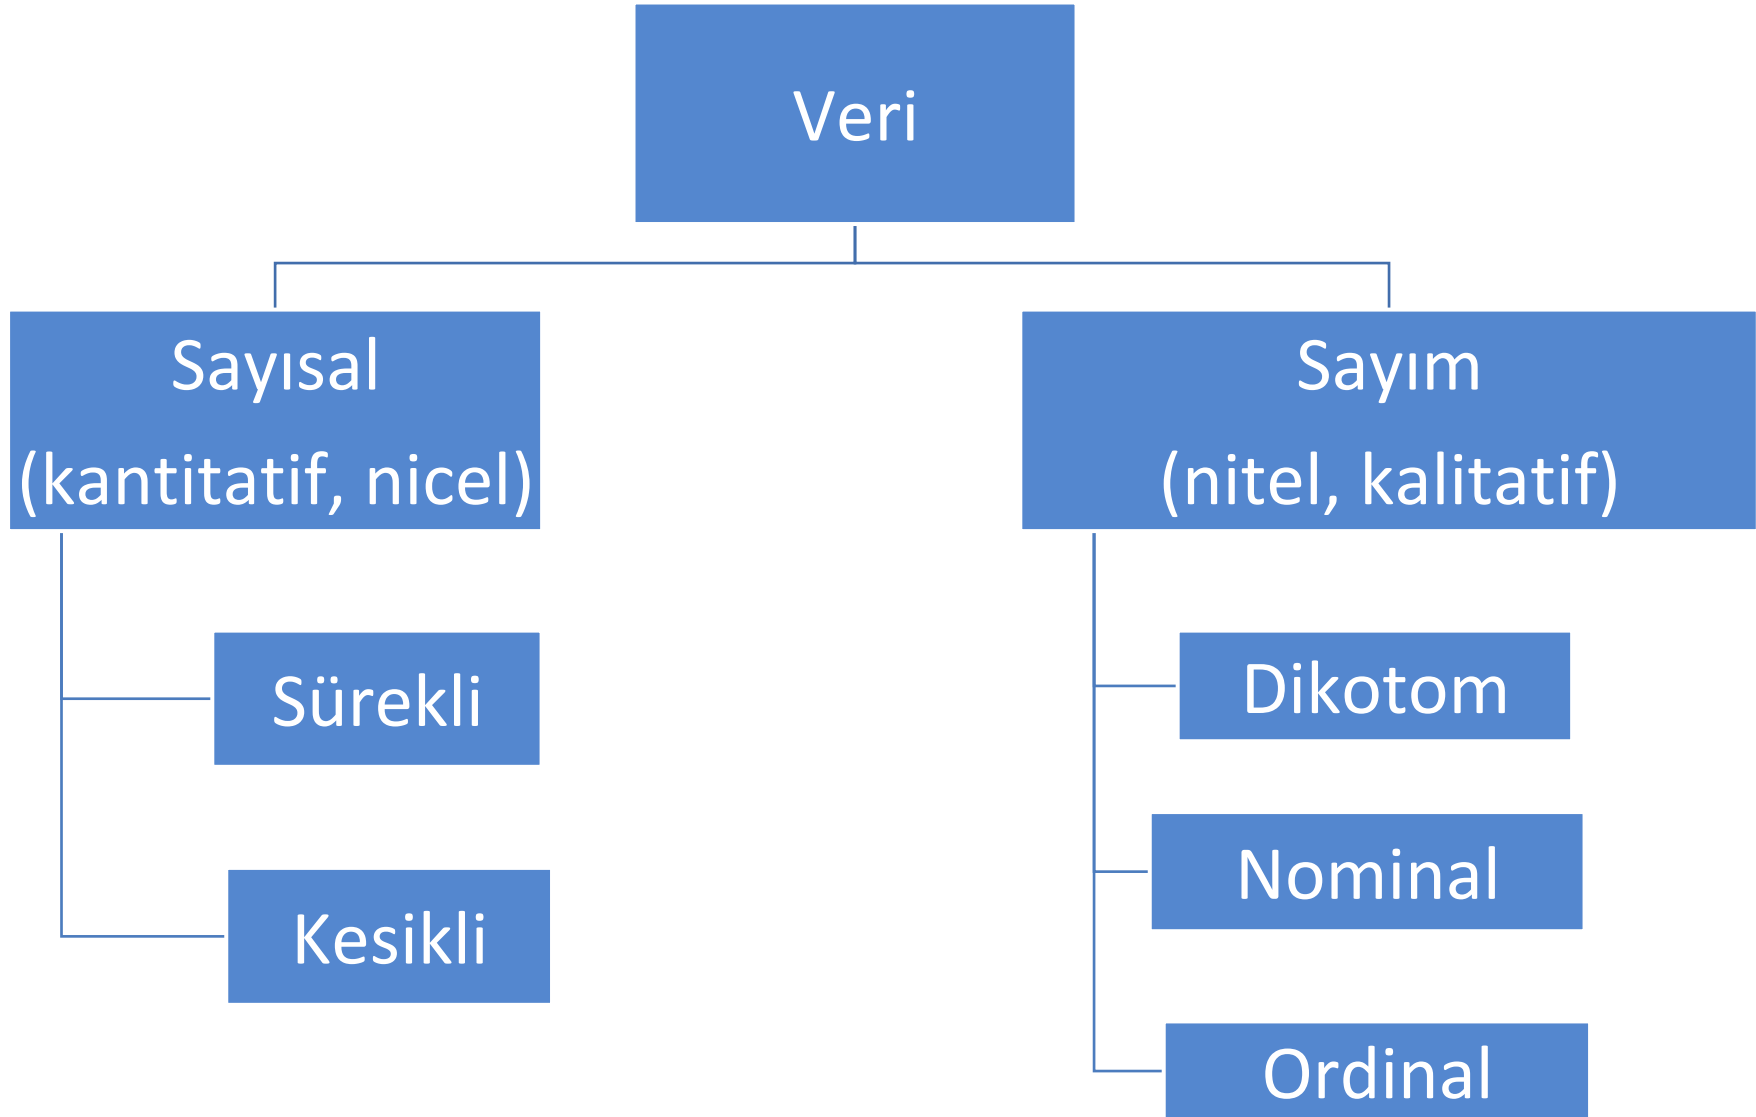 Veri
Sayısal
(kantitatif, nicel)
Sürekli
Kesikli
Sayım
(nitel, kalitatif)
Dikotom
Nominal
Ordinal